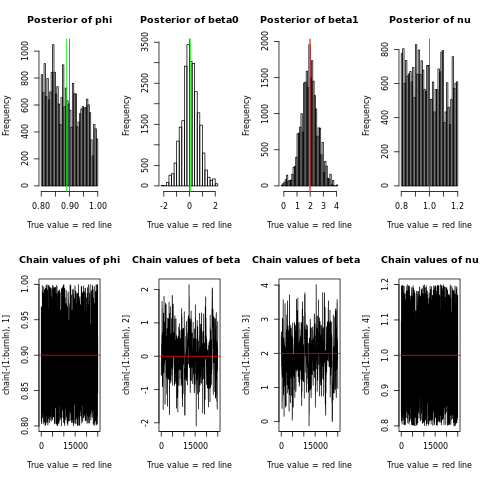 Posterior of phi
Posterior of beta0
Posterior of beta1
Posterior of nu
Frequency
0 200 400 600 800 1000
0.80 0.90 1.00
True value = red line
Frequency
0 500 1500 2500 3500
-2 0 1 2
True value = red line
Frequency
0 500 1000 1500 2000
0 1 2 3 4
True value = red line
Frequency
0 200 400 600 800
0.8 1.0 1.2
True value = red line
Chain values of phi
Chain values of beta
Chain values of beta
Chain values of nu
chain[-(1:burnIn), 1]
0.80 0.85 0.90 0.95 1.00
0 15000
True value = red line
chain[-(1:burnIn), 2]
-2 -1 0 1 2
0 15000
True value = red line
chain[-(1:burnIn), 3]
0 1 2 3 4
0 15000
True value = red line
chain[-(1:burnIn), 4]
0.8 0.9 1.0 1.1 1.2
0 15000
True value = red line